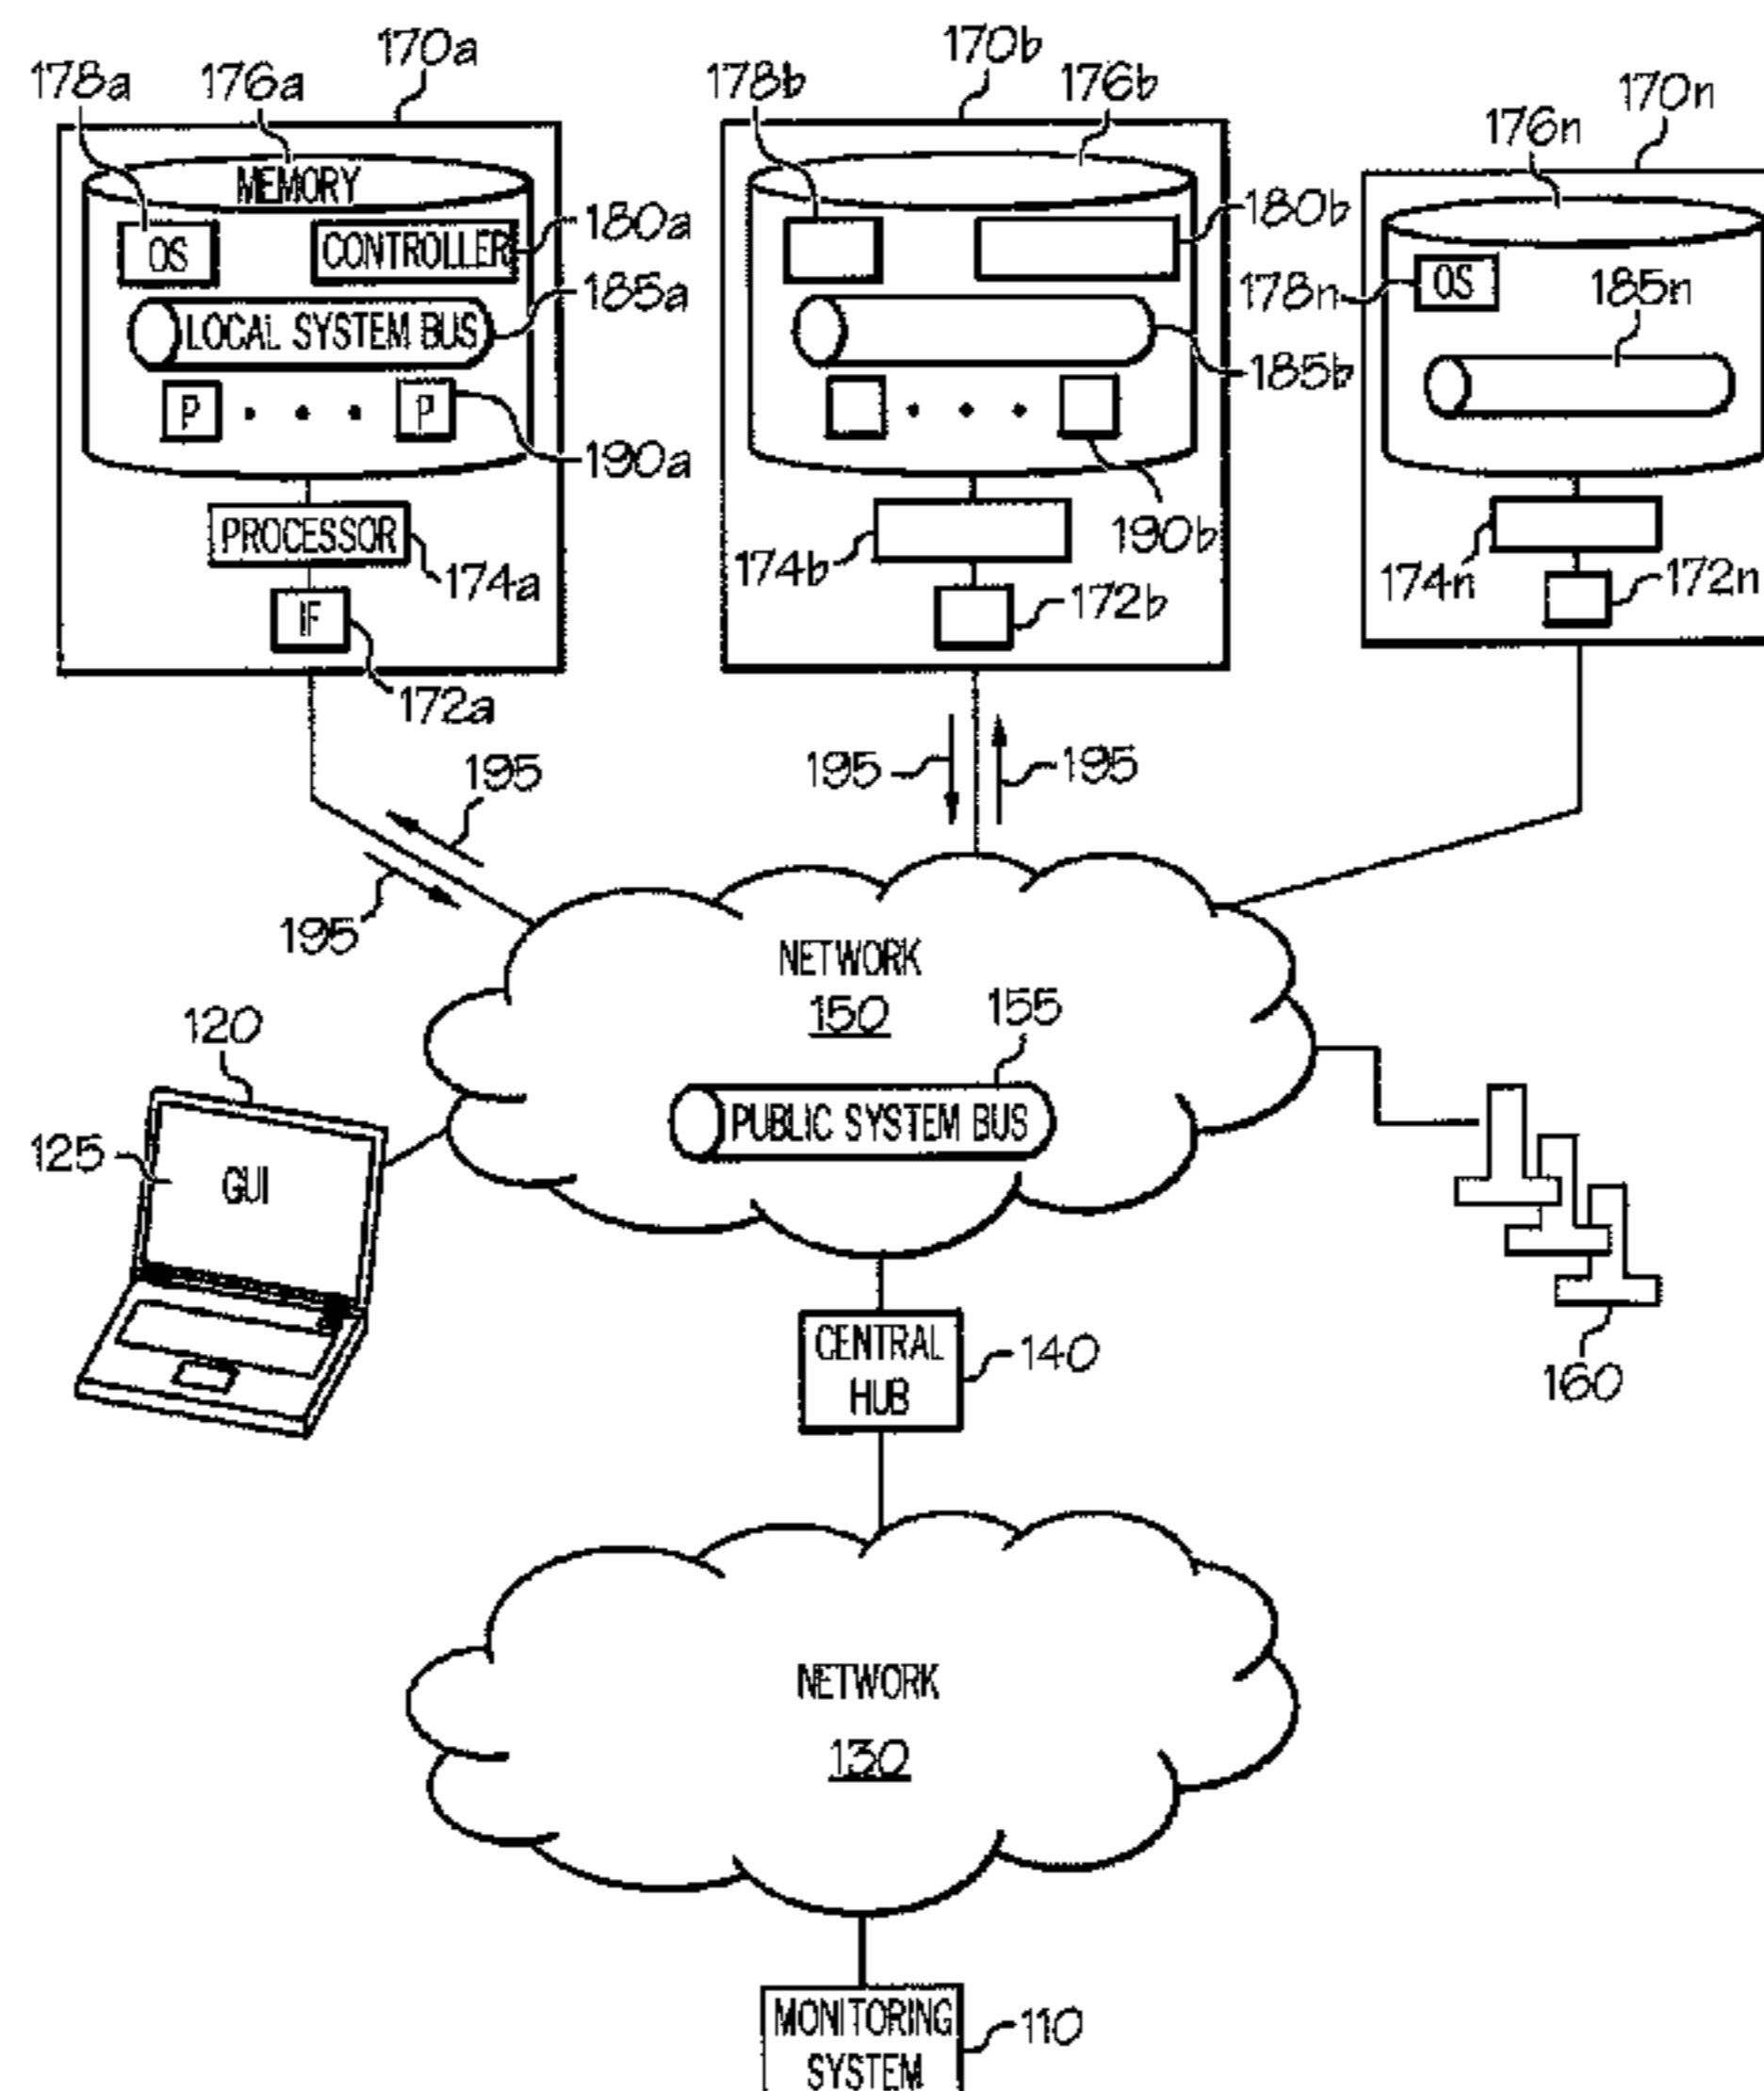 170a
170b
178a
176a
178b
176b
170n
176n
MEMORY
180a
180b
OS
CONTROLLER
185a
178n
OS
185n
LOCAL SYSTEM BUS
185b
P
P
190a
PROCESSOR
190b
174a
174b
174n
172n
IF
172b
172a
195
195
195
195
NETWORK
150
155
120
PUBLIC SYSTEM BUS
125
GUI
CENTRAL
HUB
140
160
NETWORK
130
MONITORING
SYSTEM
110